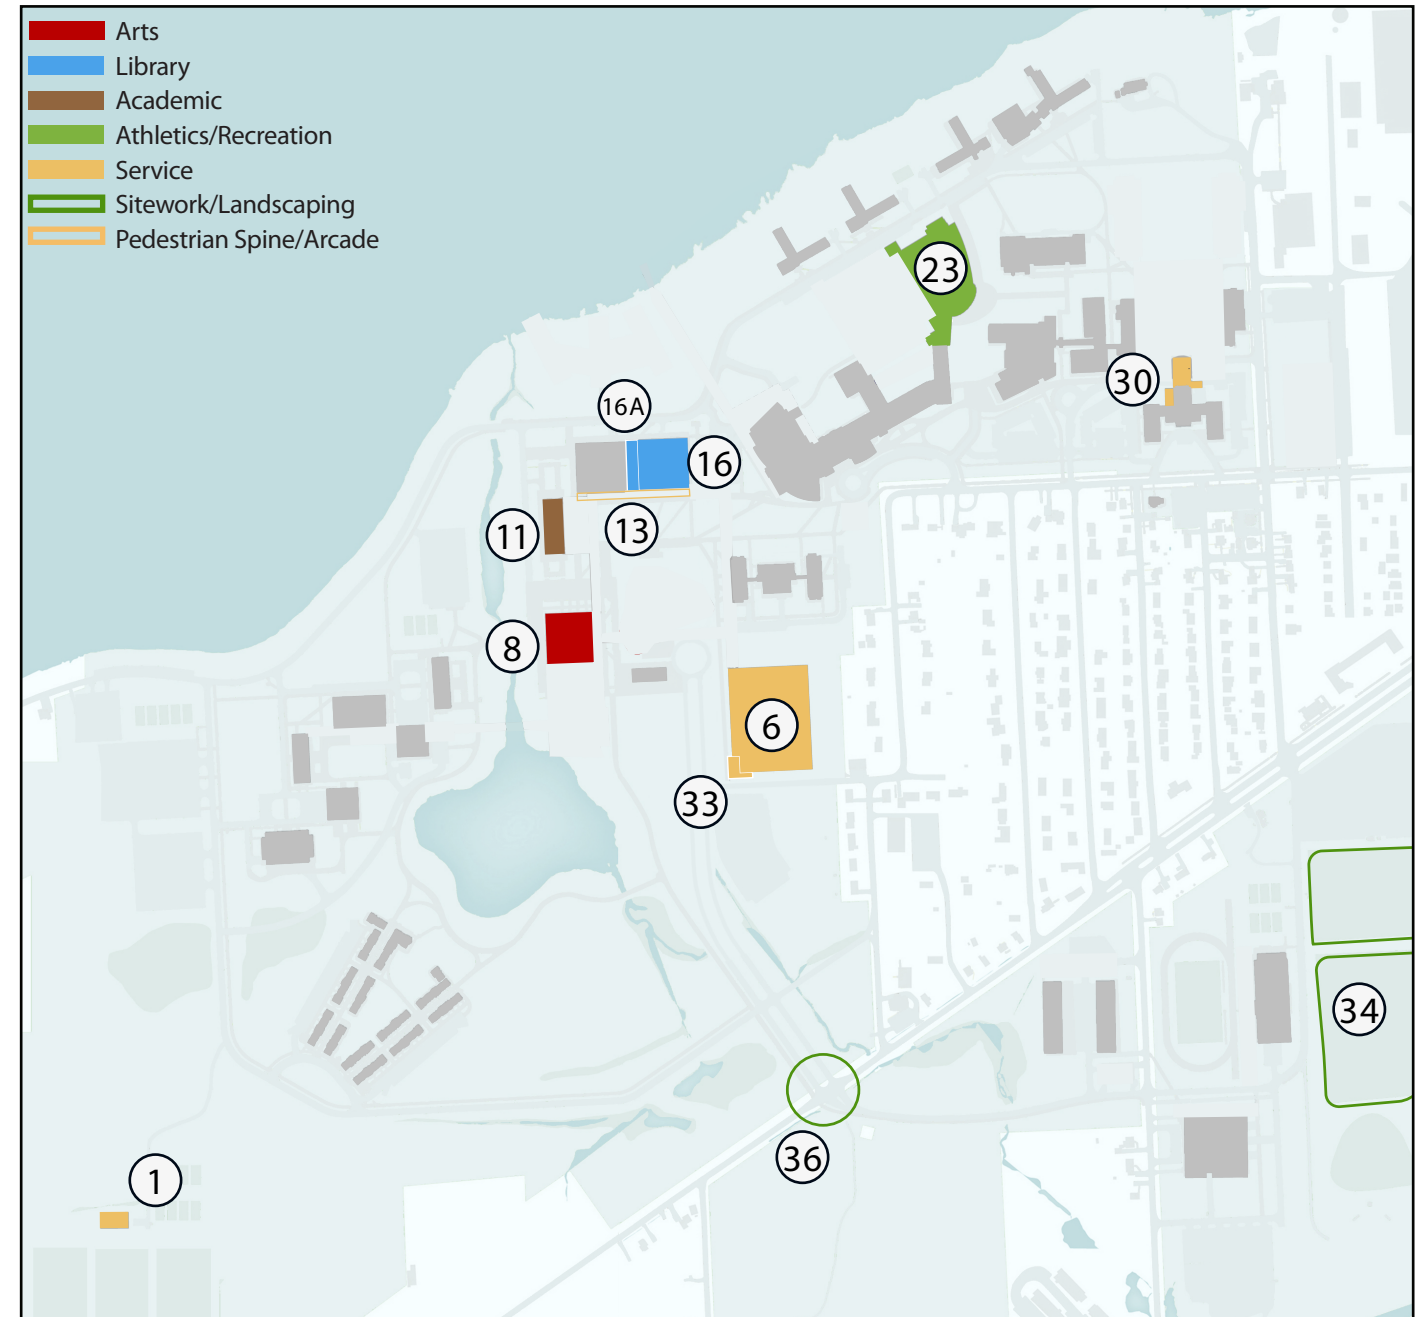 Arts
Library
Academic
Athletics/Recreation
Service
Sitework/Landscaping
Pedestrian Spine/Arcade
23
30
16A
16
11
13
8
6
33
34
36
1